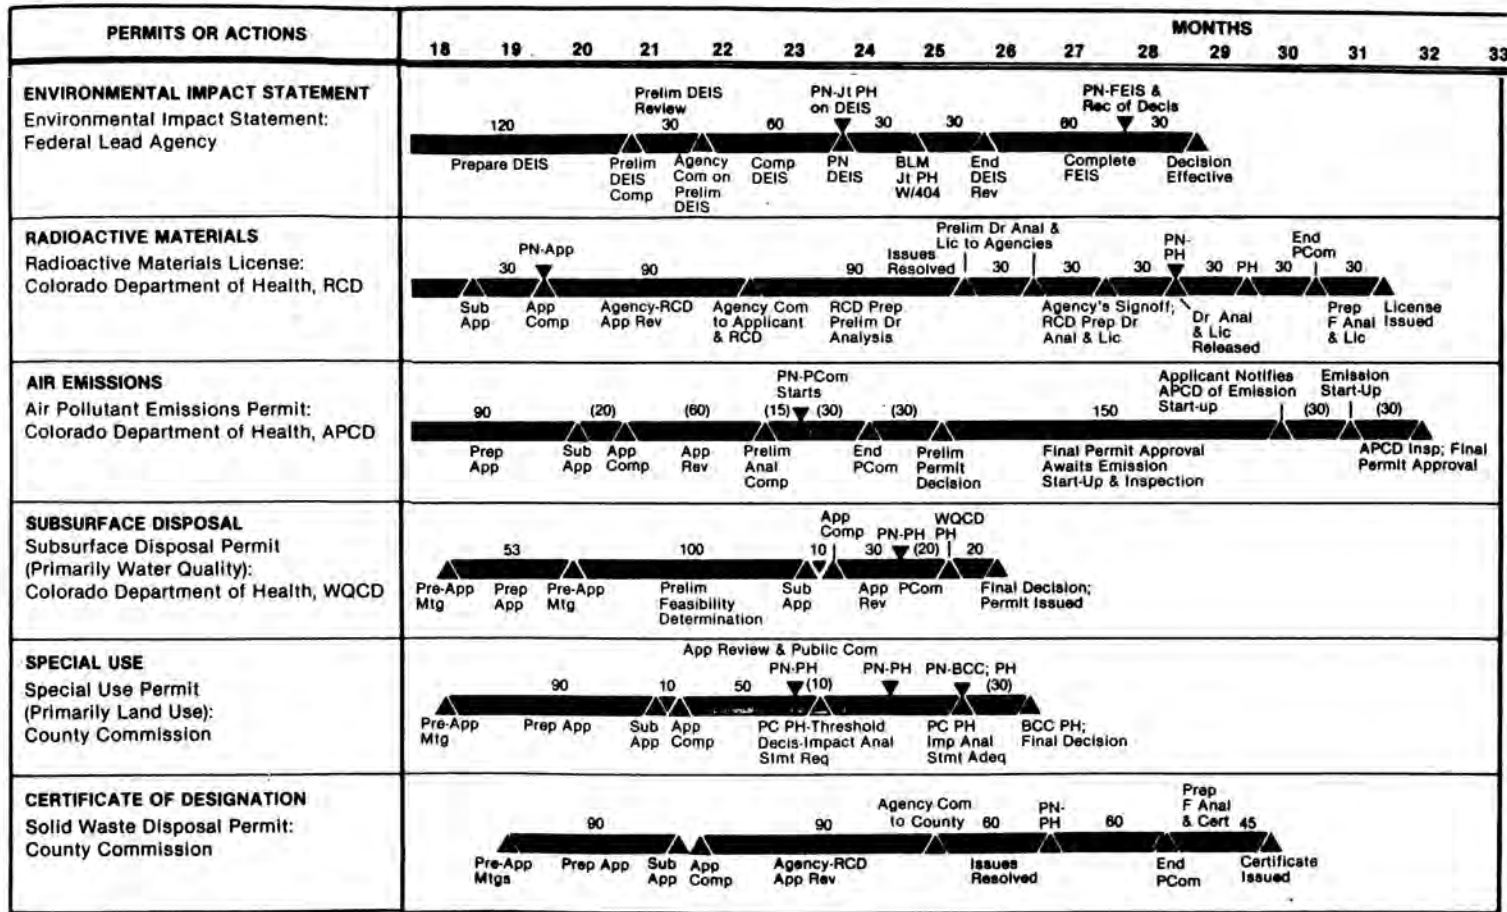 PERMITS OR ACTIONS
MONTHS
18 19 20 21 22 23 24 25 26 27 28 29 30 31 32 33
ENVIRONMENTAL IMPACT STATEMENT
Environmental Impact Statement:
Federal Lead Agency
Prelim DEIS
Review
PN-Jt PH
on DEIS
PN-FEIS &
Rec of Decis
120 30 60 30 30 60 30
Prepare DEIS
Prelim
DEIS
Comp
Agency
Com on
Prelim
DEIS
Comp
DEIS
PN
DEIS
BLM
Jt PH
W/404
End
DEIS
Rev
Complete
FEIS
Decision
Effective
RADIOACTIVE MATERIALS
Radioactive Materials License:
Colorado Department of Health, RCD
PN-App
Issues
Resolved
Prelim Dr Anal &
Lic to Agencies
PN-
PH
PH
End
PCom
30 90 90 30 30 30 30 30 30
Sub
App
App
Comp
Agency-RCD
App Rev
Agency Com
to Applicant
& RCD
RCD Prep
Prelim Dr
Analysis
Agency's Signoff;
RCD Prep Dr
Anal & Lic
Dr Anal
& Lic
Released
Prep
F Anal
& Lic
License
Issued
AIR EMISSIONS
Air Pollutant Emissions Permit:
Colorado Department of Health, APCD
PN-PCom
Starts
Applicant Notifies
APCD of Emission
Start-up
Emission
Start-Up
90 (20) (60) (15) (30) (30) 150 (30) (30)
Prep
App
Sub
App
App
Comp
App
Rev
Prelim
Anal
Comp
End
PCom
Prelim
Permit
Decision
Final Permit Approval
Awaits Emission
Start-Up & Inspection
APCD Insp; Final
Permit Approval
SUBSURFACE DISPOSAL
Subsurface Disposal Permit
(Primarily Water Quality):
Colorado Department of Health, WQCD
App
Comp
PN-PH
WQCD
PH
53 100 10 30 (20) 20
Pre-App
Mtg
Prep
App
Pre-App
Mtg
Prelim
Feasibility
Determination
Sub
App
App
Rev
PCom
Final Decision;
Permit Issued
SPECIAL USE
Special Use Permit
(Primarily Land Use):
County Commission
App Review & Public Com
PN-PH
PN-PH
PN-BCC; PH
90 10 50 (10) (30)
Pre-App
Mtg
Prep App
Sub
App
App
Comp
PC PH-Threshold
Decis-Impact Anal
Stmt Req
PC PH
Imp Anal
Stmt Adeq
BCC PH;
Final Decision
CERTIFICATE OF DESIGNATION
Solid Waste Disposal Permit:
County Commission
Agency Com
to County
PN-
PH
Prep
F Anal
& Cert
90 90 60 60 45
Pre-App
Mtgs
Prep App
Sub
App
App
Comp
Agency-RCD
App Rev
Issues
Resolved
End
PCom
Certificate
Issued